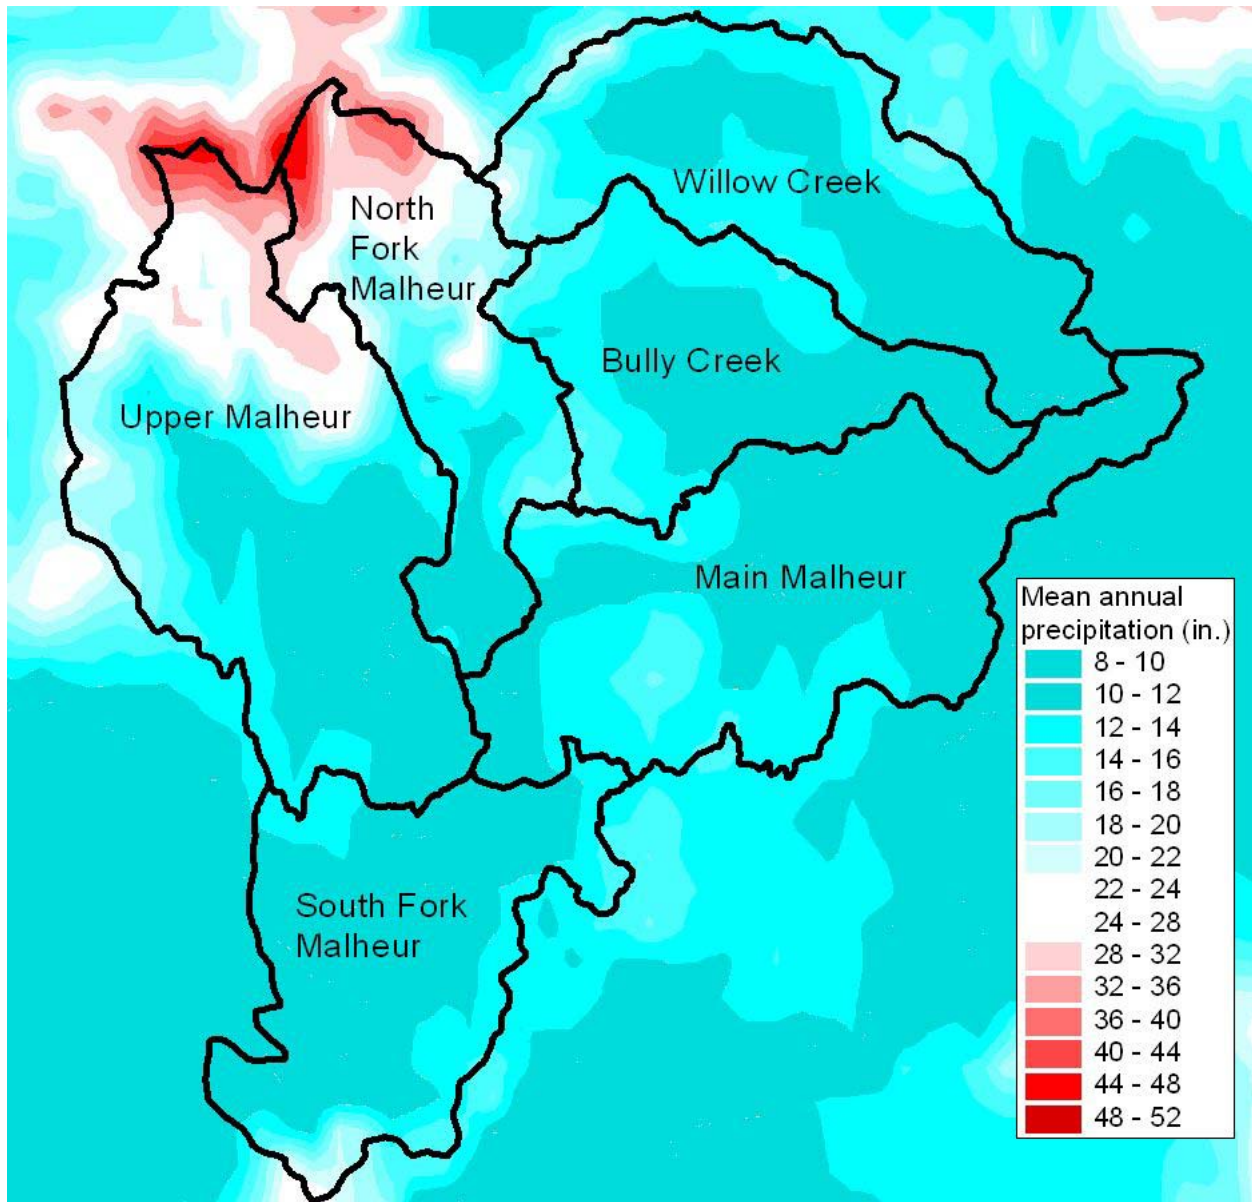 Willow Creek
North
Fork
Malheur
Bully Creek
Upper Malheur
Main Malheur
South Fork
Malheur
Mean annual
precipitation (in.)
8 - 10
10 - 12
12 - 14
14 - 16
16 - 18
18 - 20
20 - 22
22 - 24
24 - 28
28 - 32
32 - 36
36 - 40
40 - 44
44 - 48
48 - 52